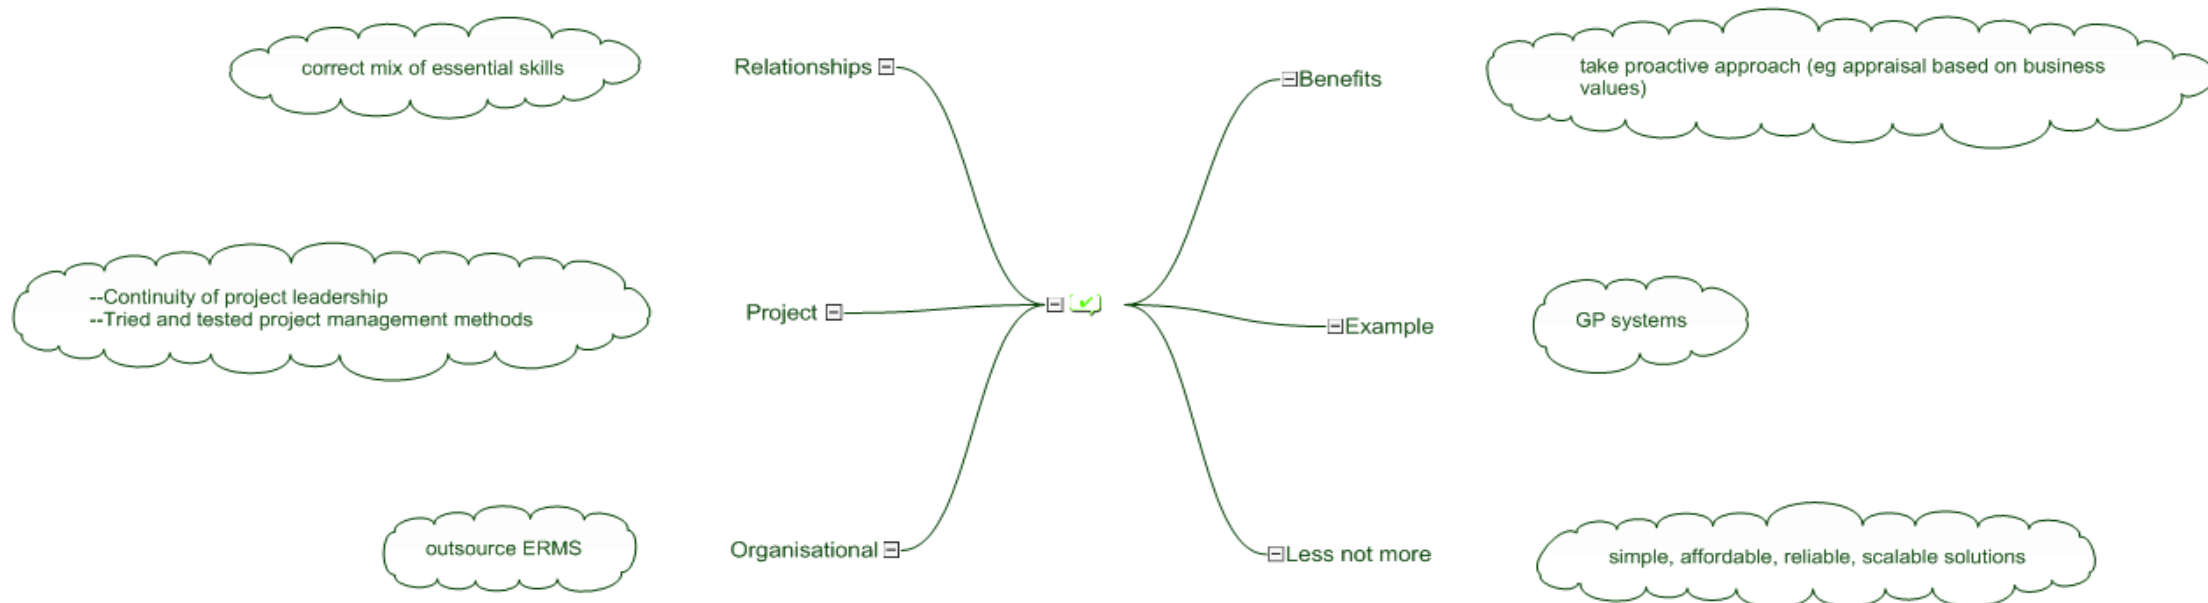 correct mix of essential skills
Relationships
Benefits
take proactive approach (eg appraisal based on business
values)
--Continuity of project leadership
--Tried and tested project management methods
Project
Example
GP systems
outsource ERMS
Organisational
Less not more
simple, affordable, reliable, scalable solutions